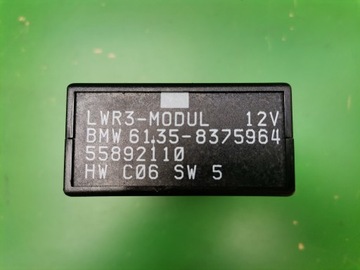 LWR3-MODUL 12V
BMW 61.35-8375964
55892110
HW C06 SW 5